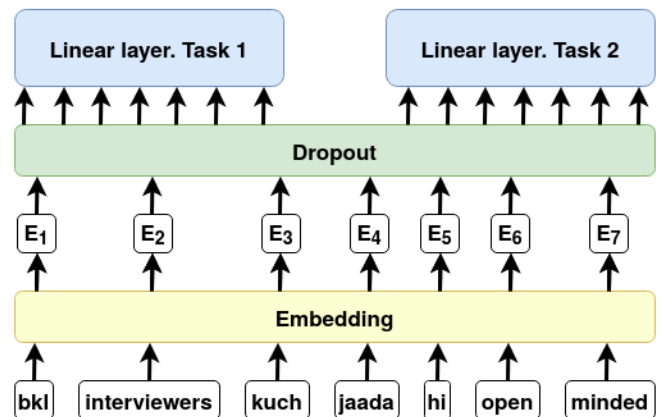 Linear layer. Task 1 Linear layer. Task 2
Dropout
E1 E2 E3 E4 E5 E6 E7
Embedding
bkl interviewers kuch jaada hi open minded